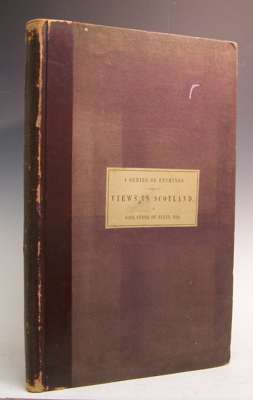 A SERIES OF ETCHINGS
VIEWS IN SCOTLAND,
JOHN CLERK OF ELDIN, ESQ.